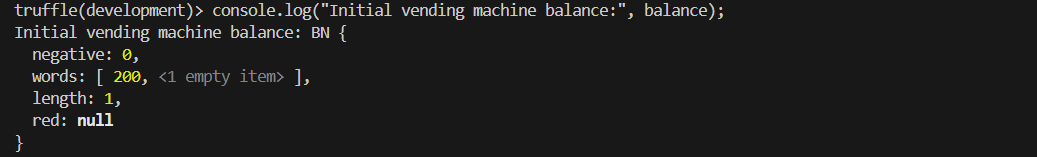 truffle(development)> console.log("Initial vending machine balance:", balance);
Initial vending machine balance: BN {
  negative: 0,
  words: [ 200, <1 empty item> ],
  length: 1,
  red: null
}